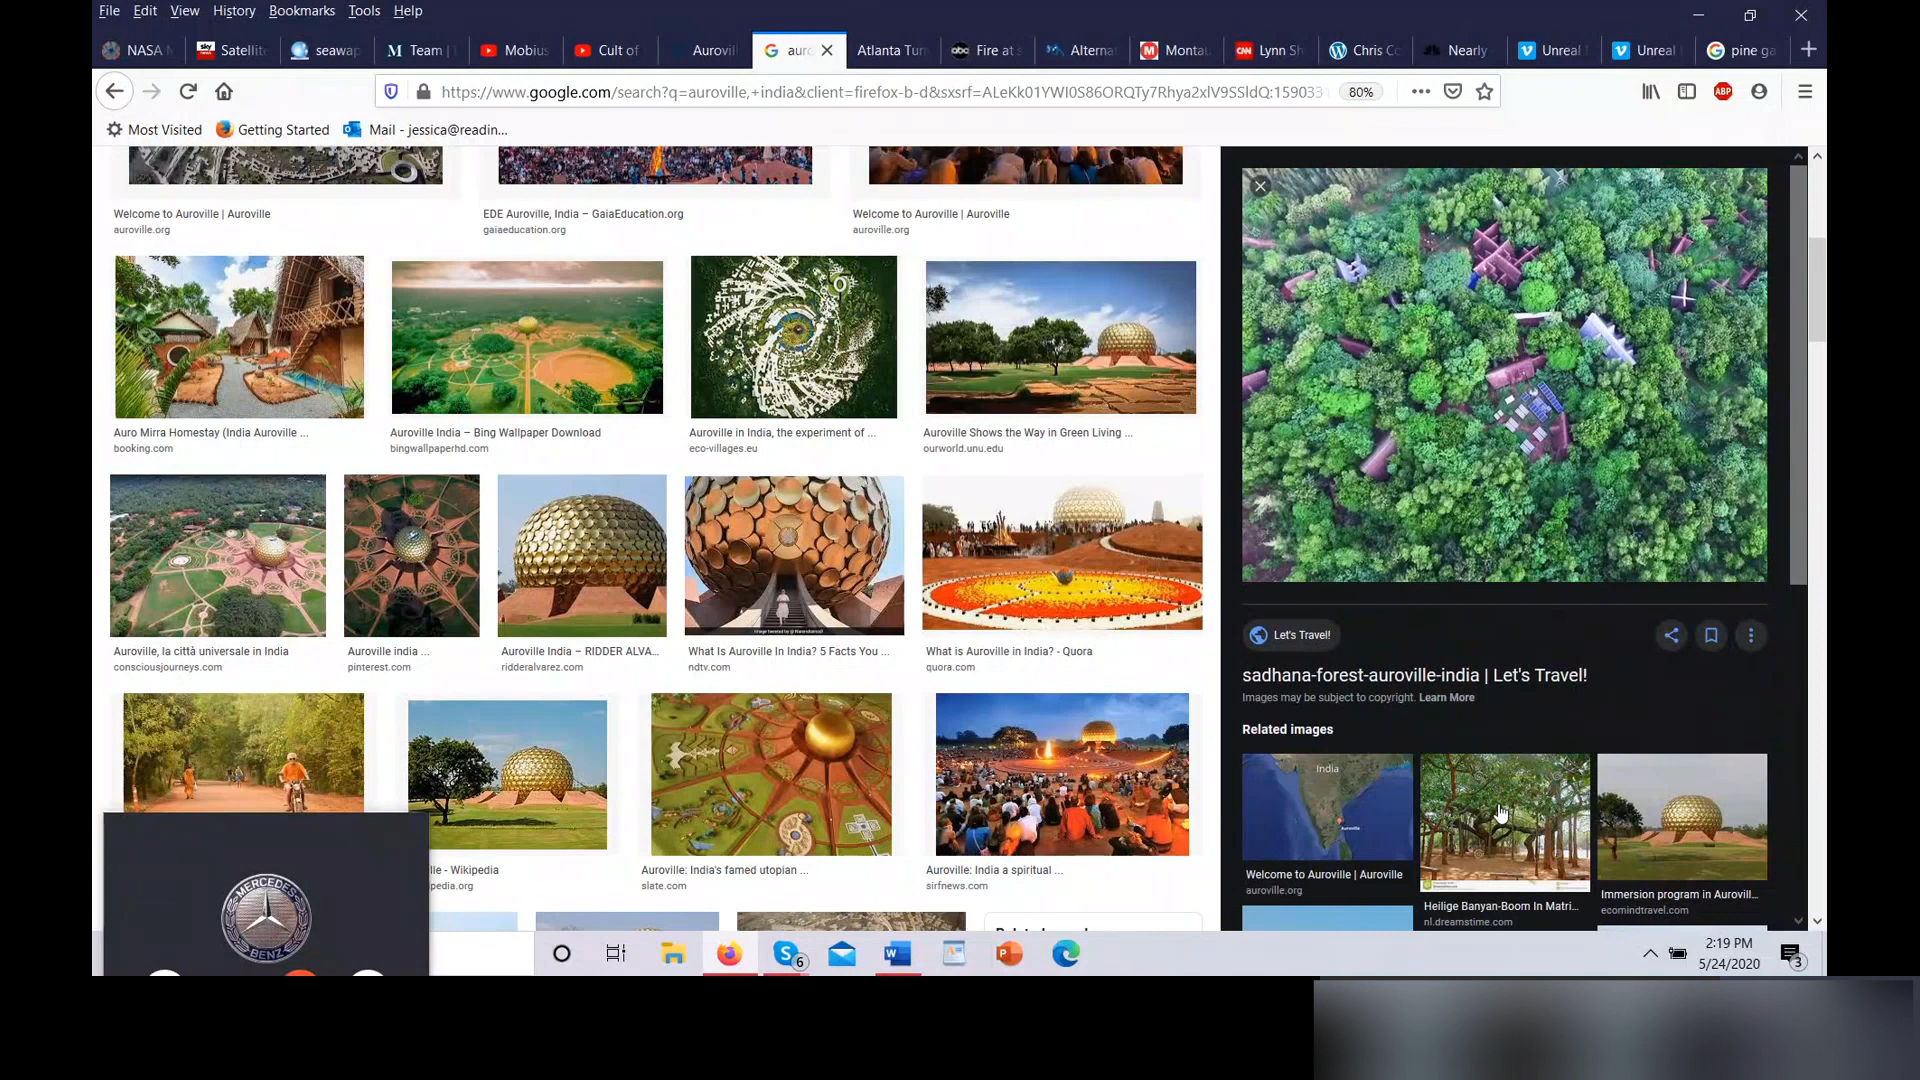 File Edit View History Bookmarks Tools Help
NASA M
Satellite
seawap
Team |
Mobius
Cult of
Auroville
auro
Atlanta Turn
Fire at s
Alterna
Montau
Lynn Sh
Chris Co
Nearly
Unreal
Unreal
pine ga
https://www.google.com/search?q=auroville,+india&client=firefox-b-d&sxsrf=
80%
ABP
Most Visited Getting Started Mail - jessica@readin...
Welcome to Auroville | Auroville
auroville.org
EDE Auroville, India – GaiaEducation.org
gaiaeducation.org
Welcome to Auroville | Auroville
auroville.org
Auro Mirra Homestay (India Auroville ...
booking.com
Auroville India – Bing Wallpaper Download
bingwallpaperhd.com
Auroville in India, the experiment of ...
eco-villages.eu
Auroville Shows the Way in Green Living ...
ourworld.unu.edu
Auroville, la città universale in India
consciousjourneys.com
Auroville india ...
pinterest.com
Auroville India – RIDDER ALVA...
ridderalvarez.com
What Is Auroville In India? 5 Facts You ...
ndtv.com
What is Auroville in India? - Quora
quora.com
lle - Wikipedia
pedia.org
Auroville: India's famed utopian ...
slate.com
Auroville: India a spiritual ...
sirfnews.com
Let's Travel!
sadhana-forest-auroville-india | Let's Travel!
Images may be subject to copyright. Learn More
Related images
India
Auroville
Welcome to Auroville | Auroville
auroville.org
Heilige Banyan-Boom In Matri...
nl.dreamstime.com
Immersion program in Aurovill...
ecomindtravel.com
MERCEDES
BENZ
6
2:19 PM
5/24/2020
3